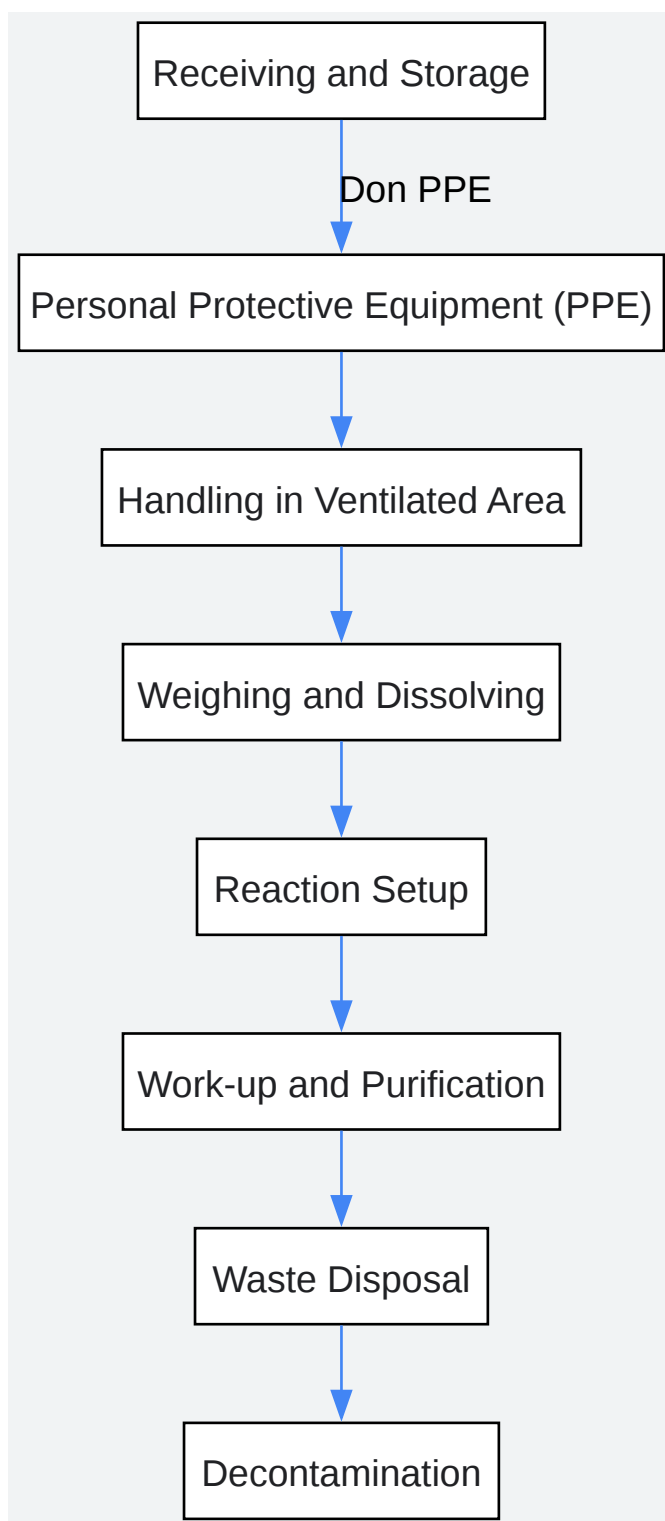 Receiving and Storage
Don PPE
Personal Protective Equipment (PPE)
Handling in Ventilated Area
Weighing and Dissolving
Reaction Setup
Work-up and Purification
Waste Disposal
Decontamination